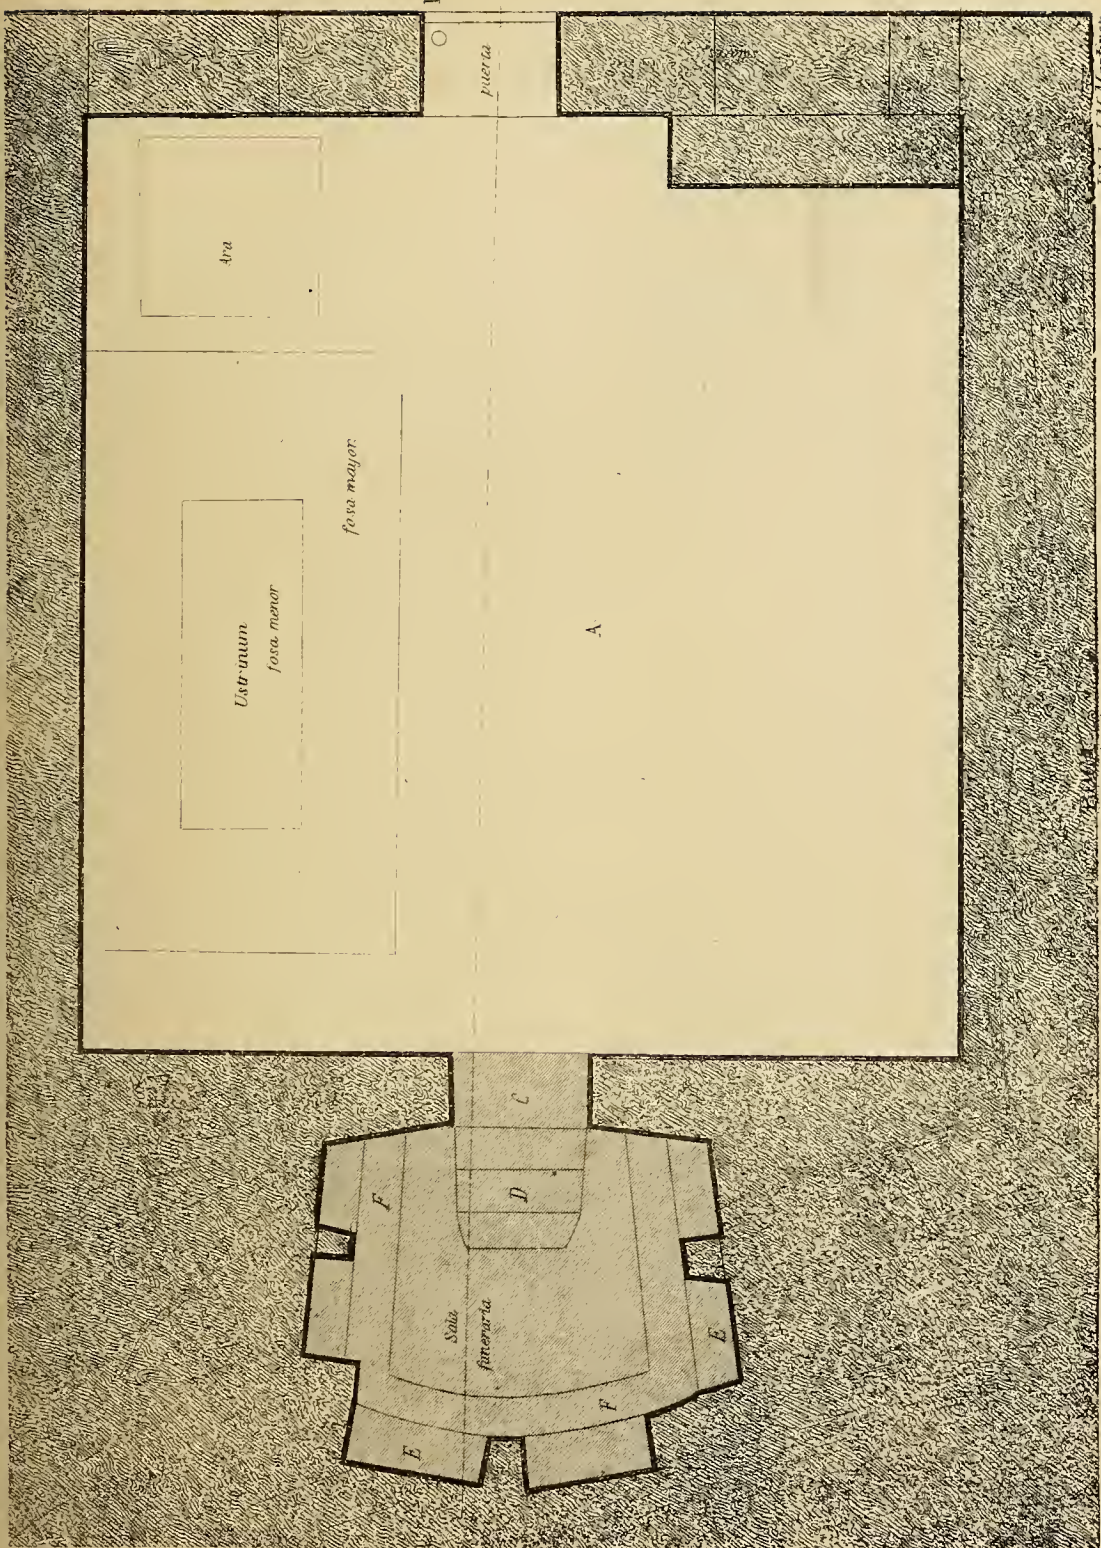 puerta
Ara
fosa mayor
Ustrinum
fosa menor
A
C
D
F
Sala
funeraria
E
F
E